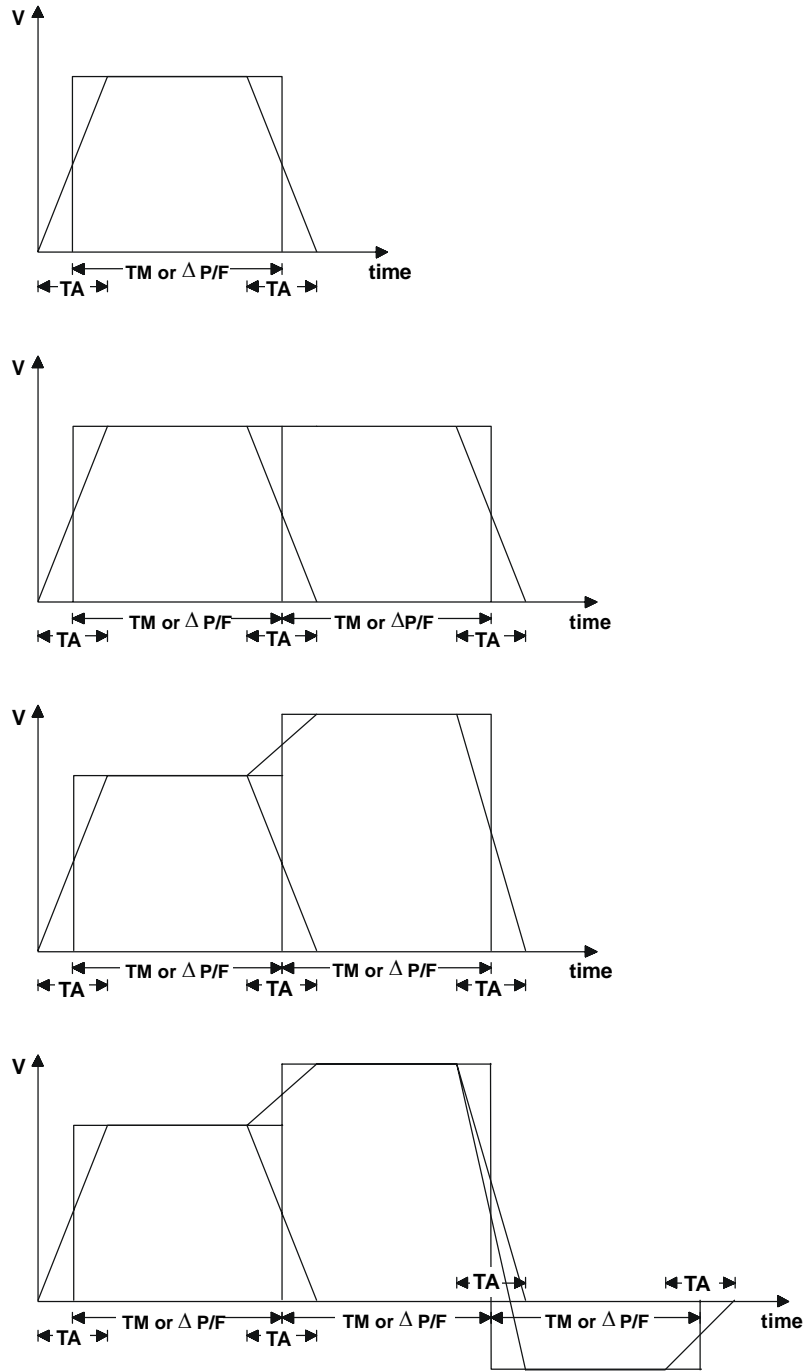 V
TM or Δ P/F
time
TA
TA
V
TM or Δ P/F
TM or ΔP/F
time
TA
TA
TA
V
TM or Δ P/F
TM or Δ P/F
time
TA
TA
TA
V
TA
TA
TM or Δ P/F
TM or Δ P/F
TM or Δ P/F
time
TA
TA